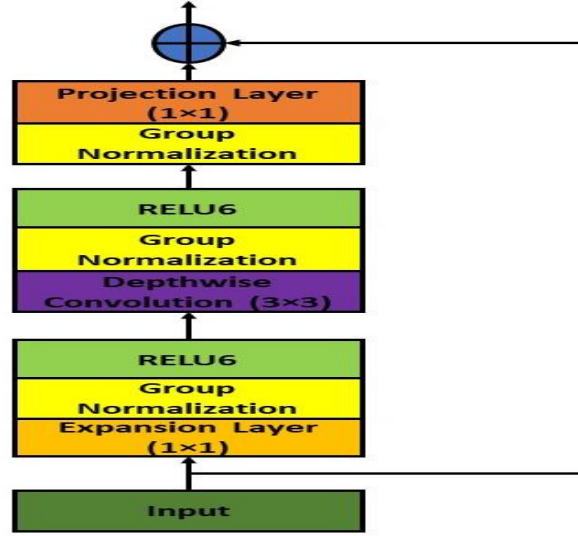 Projection Layer
(1×1)
Group
Normalization
RELU6
Group
Normalization
Depthwise
Convolution (3×3)
RELU6
Group
Normalization
Expansion Layer
(1×1)
Input